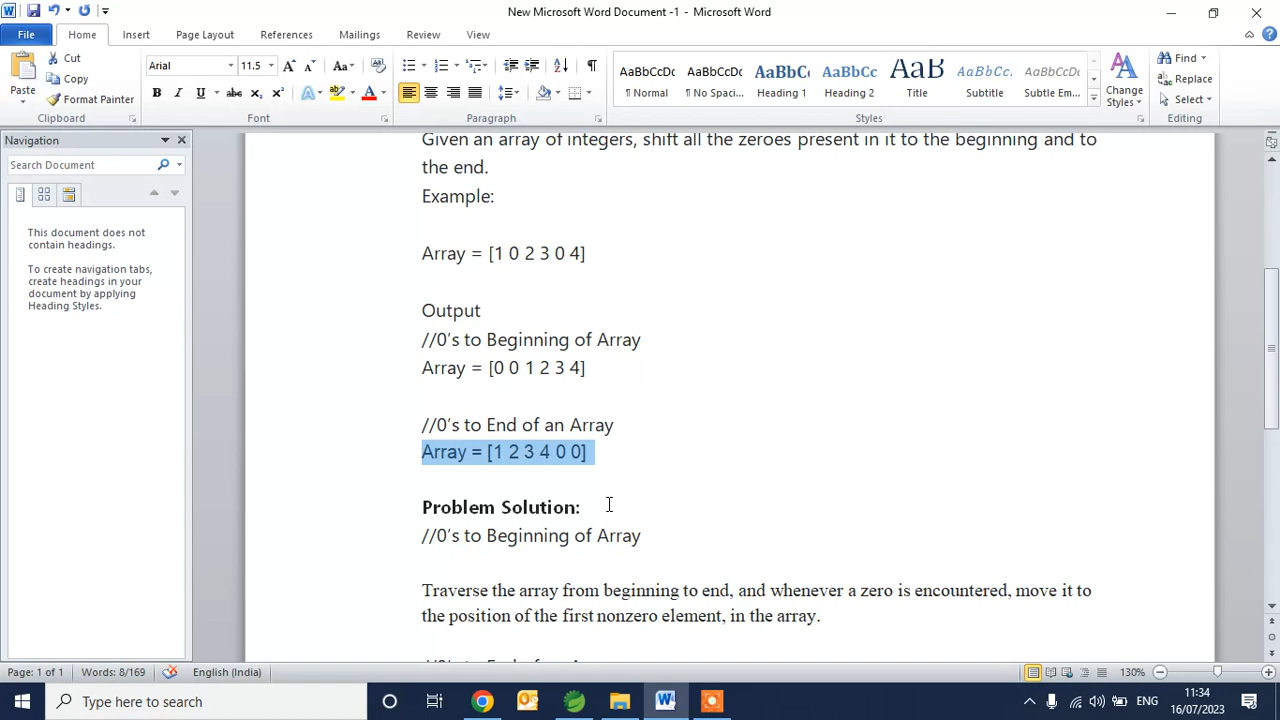 New Microsoft Word Document -1 - Microsoft Word
File Home Insert Page Layout References Mailings Review View
Paste
Cut
Copy
Format Painter
Clipboard
Arial 11.5
Font
Paragraph
AaBbCcDc AaBbCcDc AaBbC AaBbCc AaB AaBbCcL AaBbCcDc
¶ Normal ¶ No Spaci... Heading 1 Heading 2 Title Subtitle Subtle Em...
Change
Styles
Styles
Find
Replace
Select
Editing
Navigation
Search Document
This document does not
contain headings.
To create navigation tabs,
create headings in your
document by applying
Heading Styles.
Given an array of integers, shift all the zeroes present in it to the beginning and to
the end.
Example:
Array = [1 0 2 3 0 4]
Output
//0's to Beginning of Array
Array = [0 0 1 2 3 4]
//0's to End of an Array
Array = [1 2 3 4 0 0]
Problem Solution:
//0's to Beginning of Array
Traverse the array from beginning to end, and whenever a zero is encountered, move it to
the position of the first nonzero element, in the array.
Page: 1 of 1 Words: 8/169 English (India) 130%
Type here to search
ENG
11:34
16/07/2023